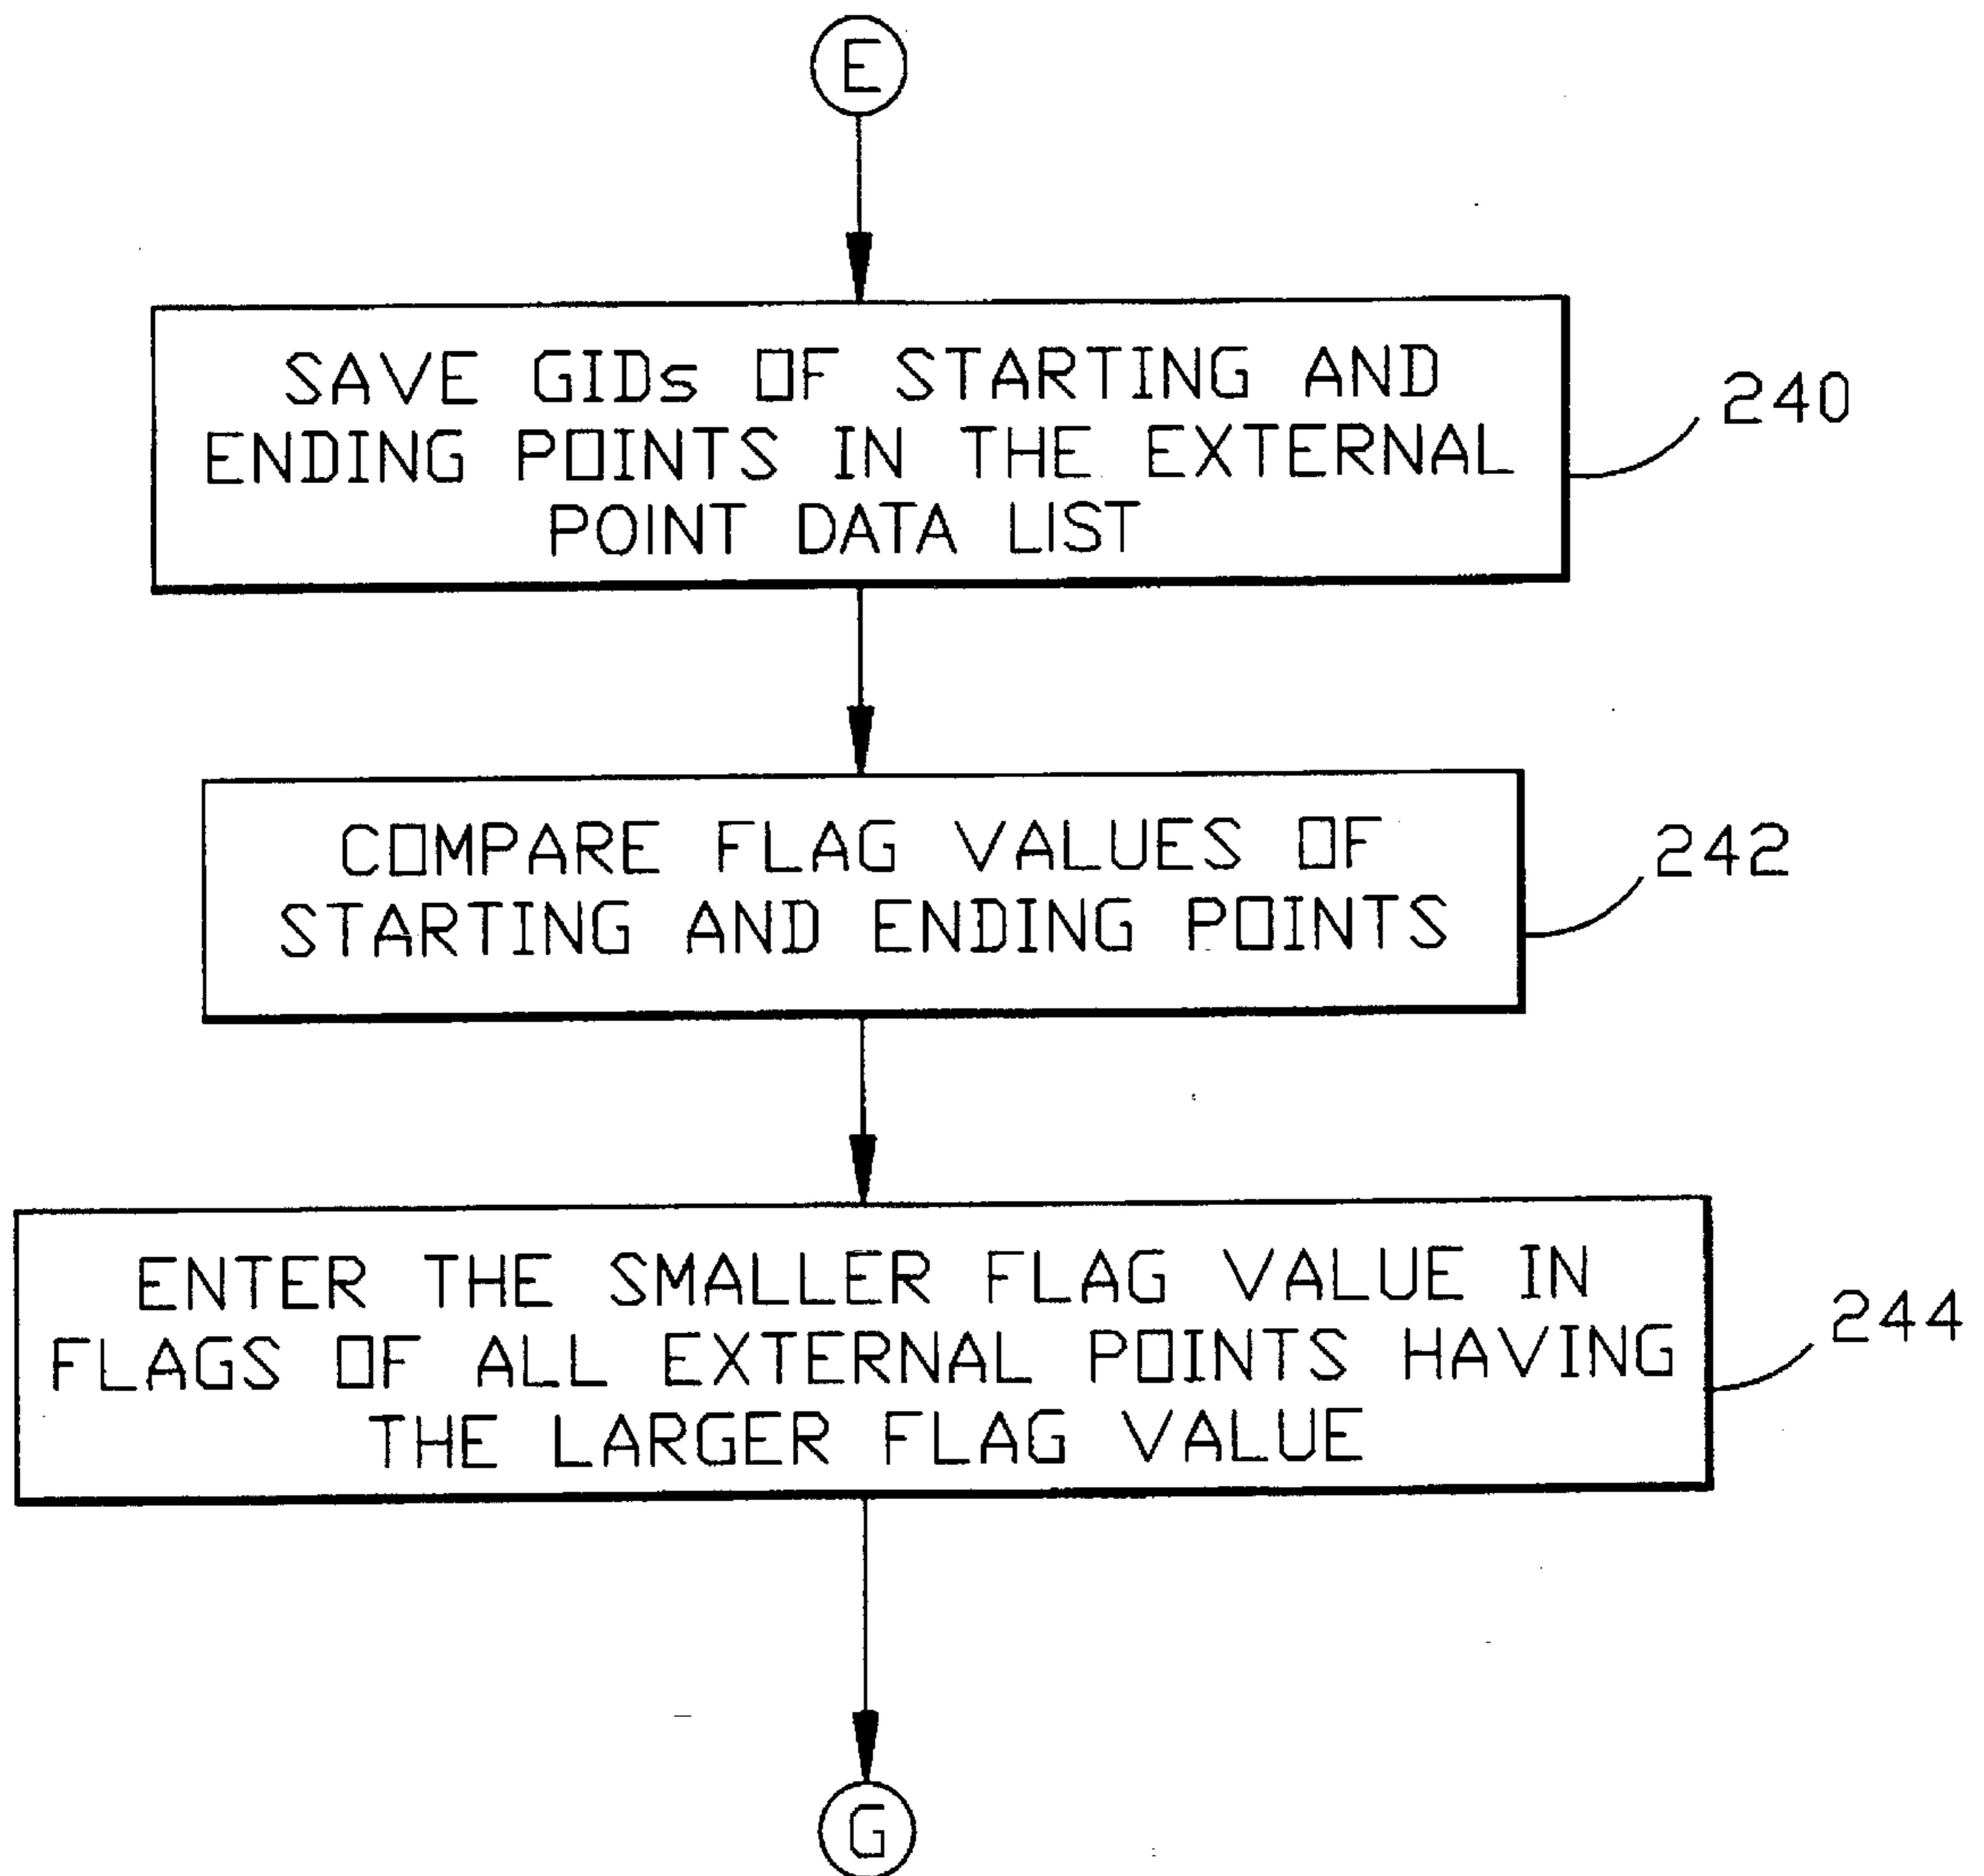 E
SAVE GIDs OF STARTING AND
ENDING POINTS IN THE EXTERNAL
POINT DATA LIST
240
COMPARE FLAG VALUES OF
STARTING AND ENDING POINTS
242
ENTER THE SMALLER FLAG VALUE IN
FLAGS OF ALL EXTERNAL POINTS HAVING
THE LARGER FLAG VALUE
244
G